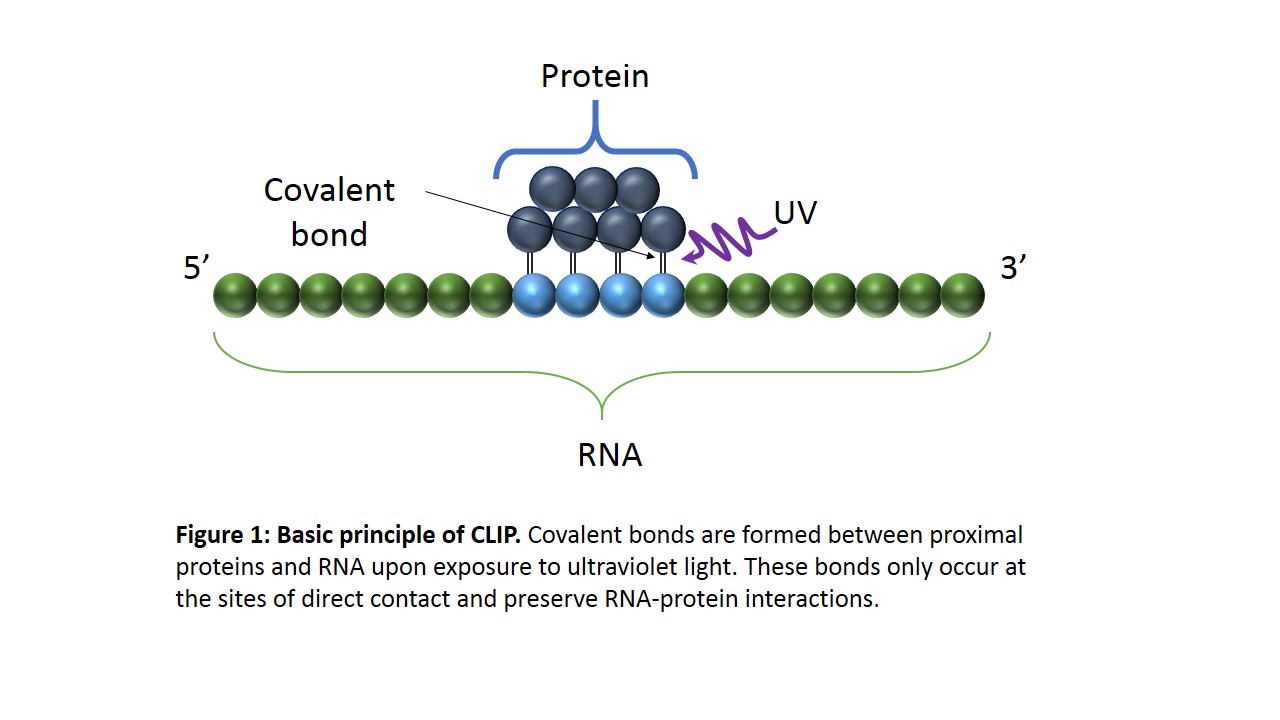 Protein
Covalent
bond
UV
5’
3’
RNA
Figure 1: Basic principle of CLIP. Covalent bonds are formed between proximal
proteins and RNA upon exposure to ultraviolet light. These bonds only occur at
the sites of direct contact and preserve RNA-protein interactions.